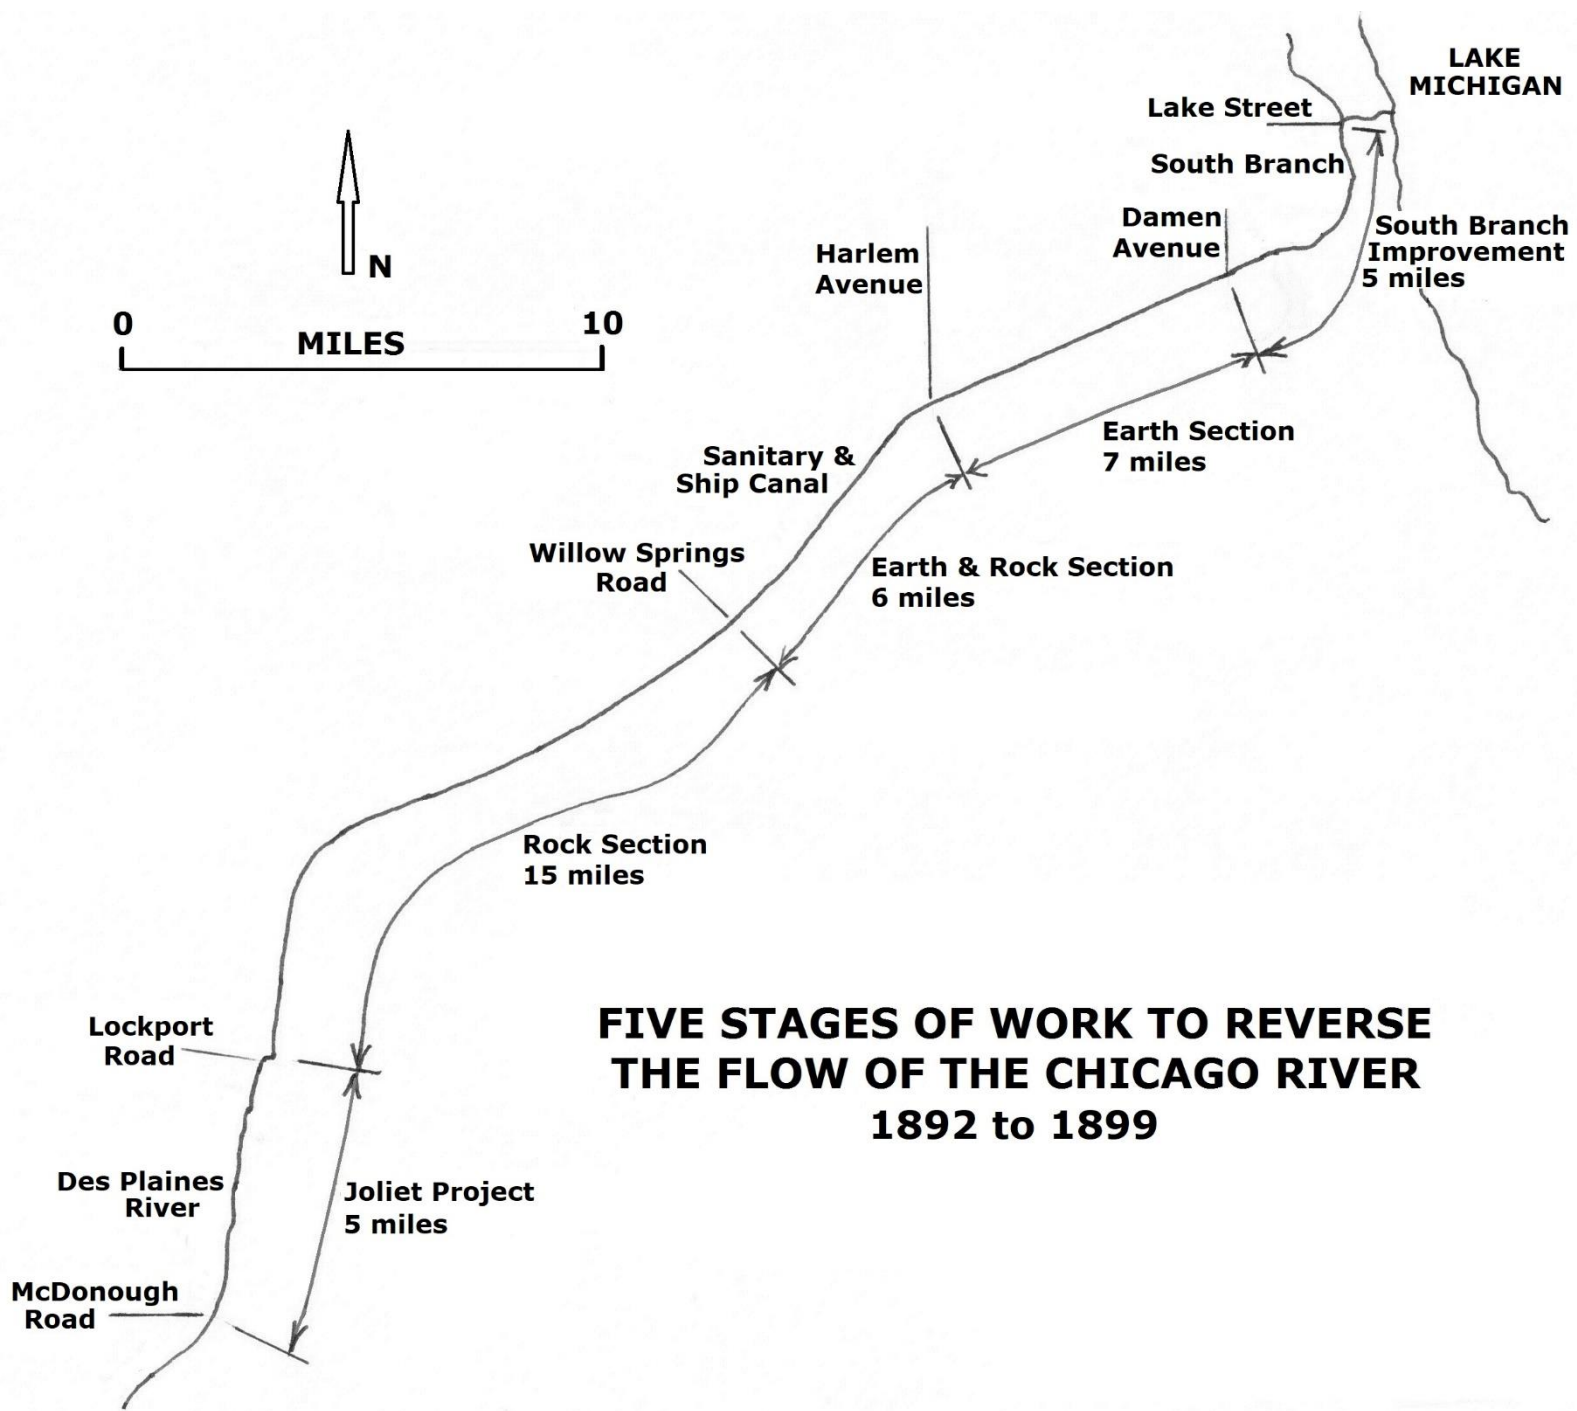 LAKE
MICHIGAN
Lake Street
South Branch
Damen
Avenue
South Branch
Improvement
5 miles
Harlem
Avenue
N
0
10
MILES
Earth Section
7 miles
Sanitary &
Ship Canal
Willow Springs
Road
Earth & Rock Section
6 miles
Rock Section
15 miles
Lockport
Road
FIVE STAGES OF WORK TO REVERSE
THE FLOW OF THE CHICAGO RIVER
1892 to 1899
Des Plaines
River
Joliet Project
5 miles
McDonough
Road